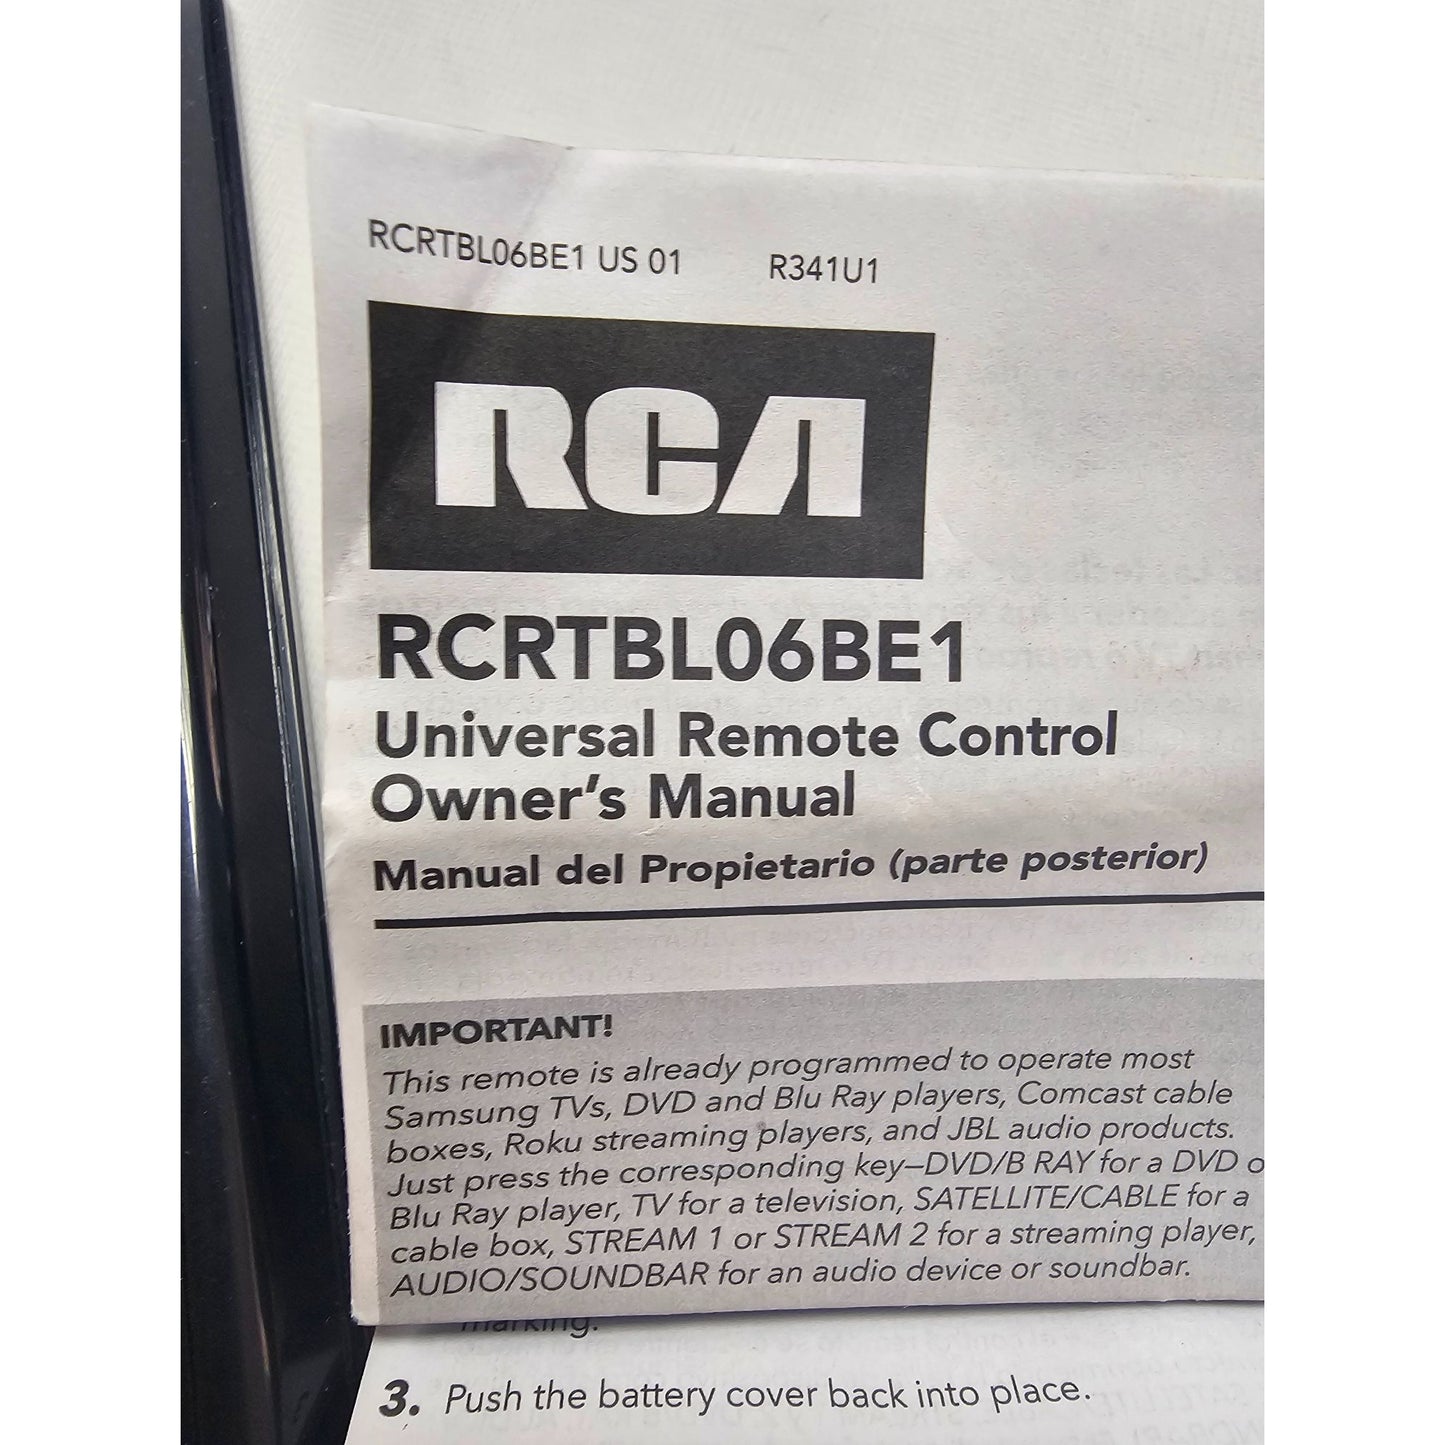 RCRTBL06BE1 US 01 R341U1
RCA
RCRTBL06BE1
Universal Remote Control
Owner's Manual
Manual del Propietario (parte posterior)
IMPORTANT!
This remote is already programmed to operate most
Samsung TVs, DVD and Blu Ray players, Comcast cable
boxes, Roku streaming players, and JBL audio products.
Just press the corresponding key—DVD/B RAY for a DVD o
Blu Ray player, TV for a television, SATELLITE/CABLE for a
cable box, STREAM 1 or STREAM 2 for a streaming player,
AUDIO/SOUNDBAR for an audio device or soundbar.
marking.
3. Push the battery cover back into place.